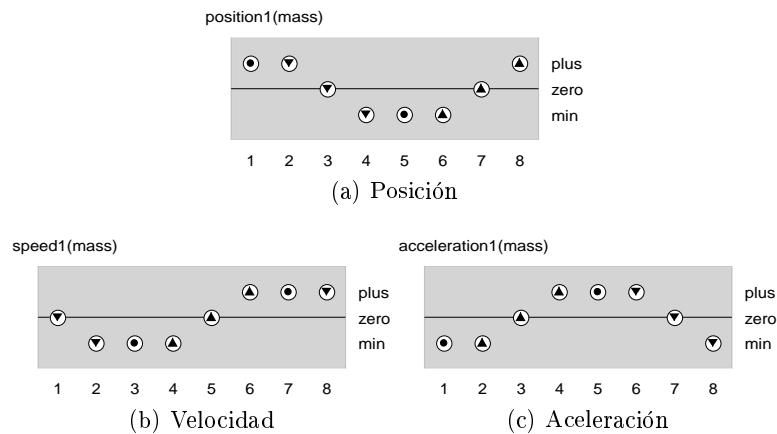 position1(mass)
plus
zero
min
1 2 3 4 5 6 7 8
(a) Posición
speed1(mass)
plus
zero
min
1 2 3 4 5 6 7 8
(b) Velocidad
acceleration1(mass)
plus
zero
min
1 2 3 4 5 6 7 8
(c) Aceleración